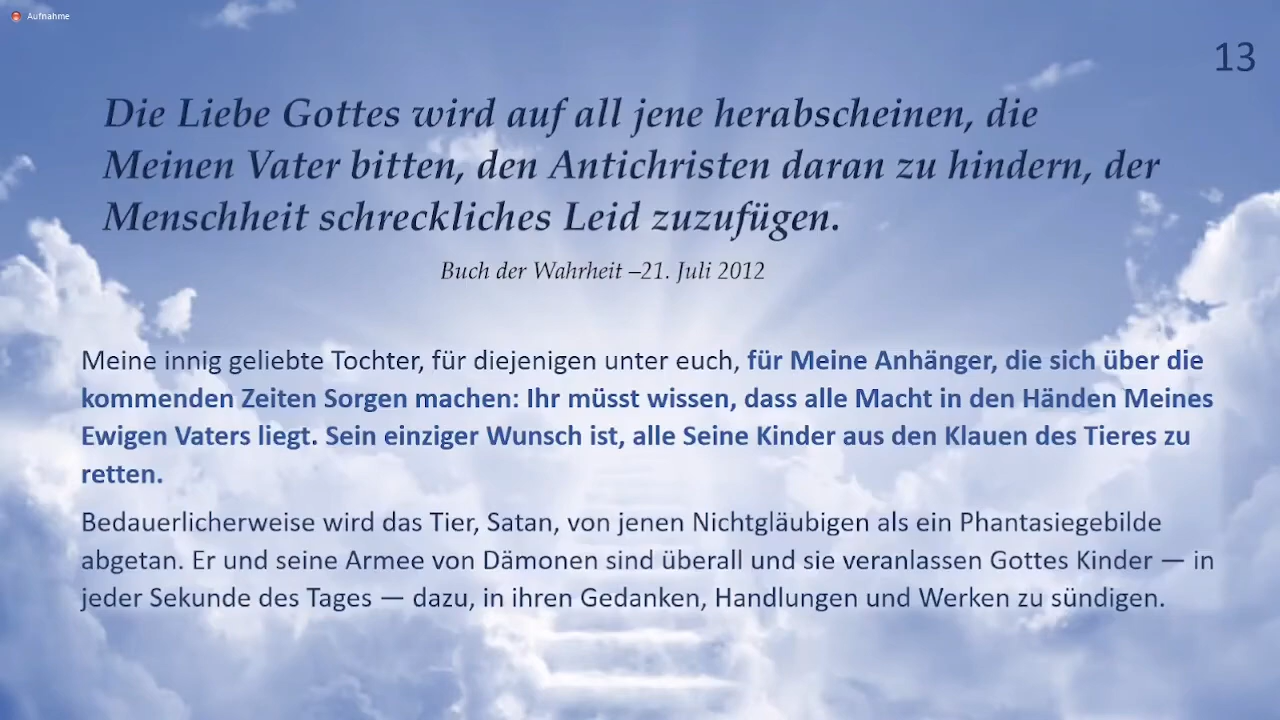 Aufnahme
13
Die Liebe Gottes wird auf all jene herabscheinen, die
Meinen Vater bitten, den Antichristen daran zu hindern, der
Menschheit schreckliches Leid zuzufügen.
Buch der Wahrheit –21. Juli 2012
Meine innig geliebte Tochter, für diejenigen unter euch, für Meine Anhänger, die sich über die
kommenden Zeiten Sorgen machen: Ihr müsst wissen, dass alle Macht in den Händen Meines
Ewigen Vaters liegt. Sein einziger Wunsch ist, alle Seine Kinder aus den Klauen des Tieres zu
retten.
Bedauerlicherweise wird das Tier, Satan, von jenen Nichtgläubigen als ein Phantasiegebilde
abgetan. Er und seine Armee von Dämonen sind überall und sie veranlassen Gottes Kinder — in
jeder Sekunde des Tages — dazu, in ihren Gedanken, Handlungen und Werken zu sündigen.